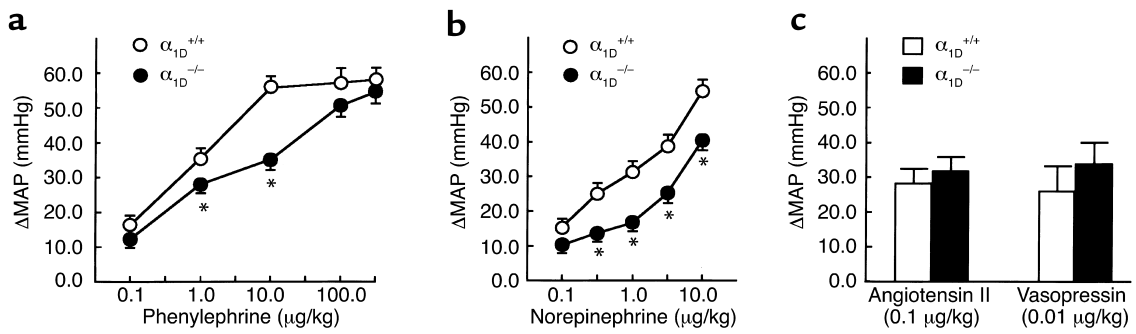 a
α1D+/+
α1D−/−
ΔMAP (mmHg)
60.0
50.0
40.0
30.0
20.0
10.0
0.0
*
*
0.1 1.0 10.0 100.0
Phenylephrine (µg/kg)
b
α1D+/+
α1D−/−
ΔMAP (mmHg)
60.0
50.0
40.0
30.0
20.0
10.0
0.0
*
*
*
*
0.1 1.0 10.0
Norepinephrine (µg/kg)
c
α1D+/+
α1D−/−
ΔMAP (mmHg)
60.0
50.0
40.0
30.0
20.0
10.0
0.0
Angiotensin II
(0.1 µg/kg)
Vasopressin
(0.01 µg/kg)